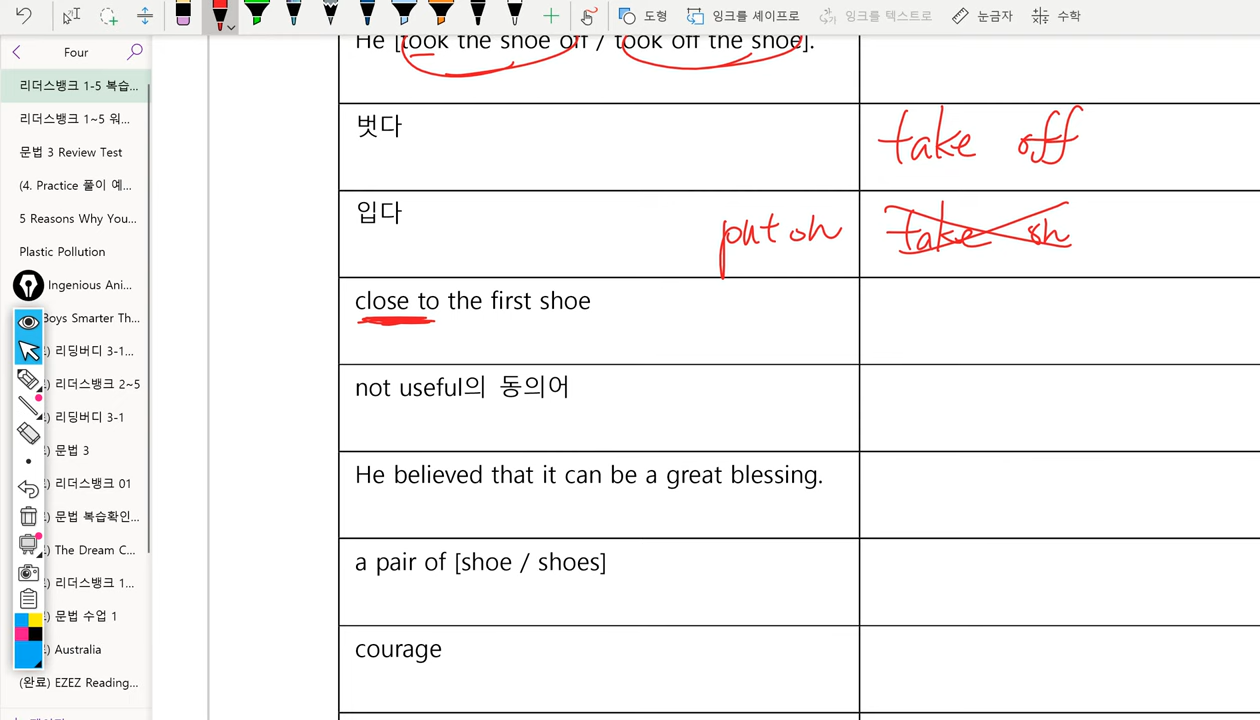 도형
잉크를 셰이프로
잉크를 텍스트로
눈금자
수학
Four
리더스뱅크 1-5 복습...
리더스뱅크 1~5 워...
문법 3 Review Test
(4. Practice 풀이 예...
5 Reasons Why You...
Plastic Pollution
Ingenious Ani...
Boys Smarter Th...
) 리딩버디 3-1...
) 리더스뱅크 2~5
) 리딩버디 3-1
) 문법 3
) 리더스뱅크 01
) 문법 복습확인...
) The Dream C...
) 리더스뱅크 1...
) 문법 수업 1
) Australia
(완료) EZEZ Reading...
He [took the shoe off / took off the shoe].
벗다
take off
입다
put on
take on
close to the first shoe
not useful의 동의어
He believed that it can be a great blessing.
a pair of [shoe / shoes]
courage